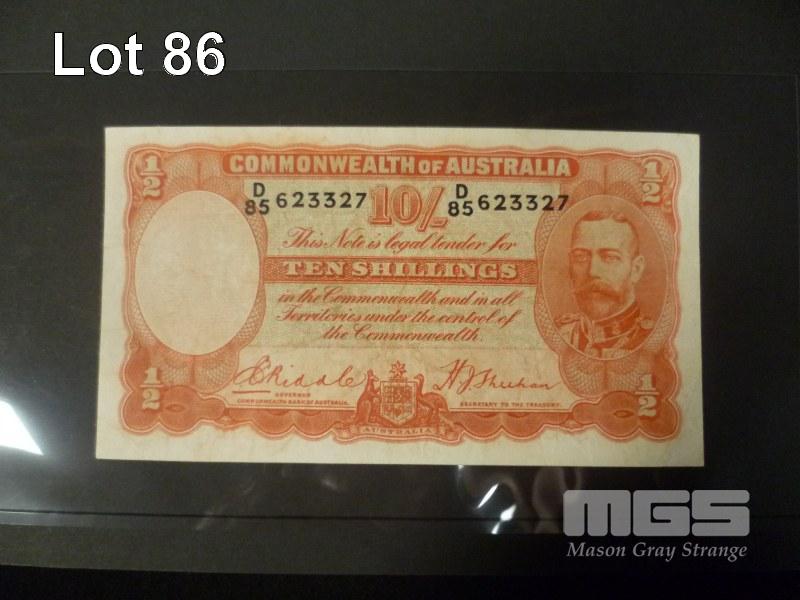 Lot 86
1/2
COMMONWEALTH OF AUSTRALIA
1/2
D/85 623327
10/-
D/85 623327
This Note is legal tender for
TEN SHILLINGS
in the Commonwealth and in all
Territories under the control of
the Commonwealth.
1/2
E Riddle
H.J. Sheehan
1/2
GOVERNOR
COMMONWEALTH BANK OF AUSTRALIA.
SECRETARY TO THE TREASURY.
AUSTRALIA
MGS
Mason Gray Strange